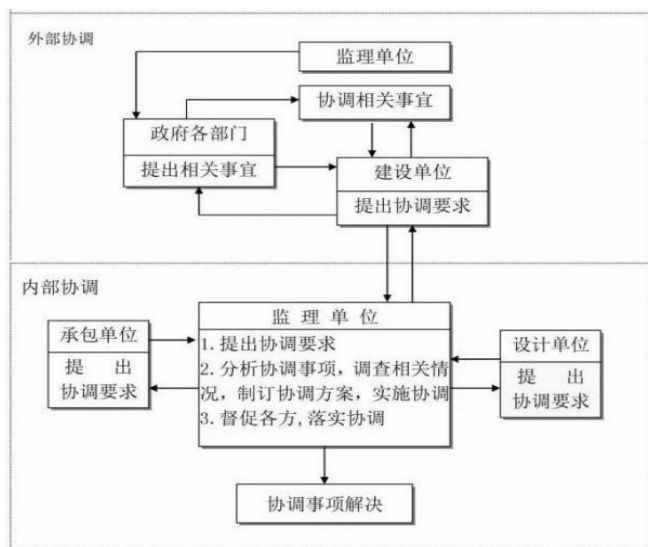 外部协调
监理单位
协调相关事宜
政府各部门
提出相关事宜
建设单位
提出协调要求
内部协调
监 理 单 位
1. 提出协调要求
2. 分析协调事项，调查相关情
况，制订协调方案，实施协调
3. 督促各方,落实协调
承包单位
提 出
协调要求
设计单位
提 出
协调要求
协调事项解决